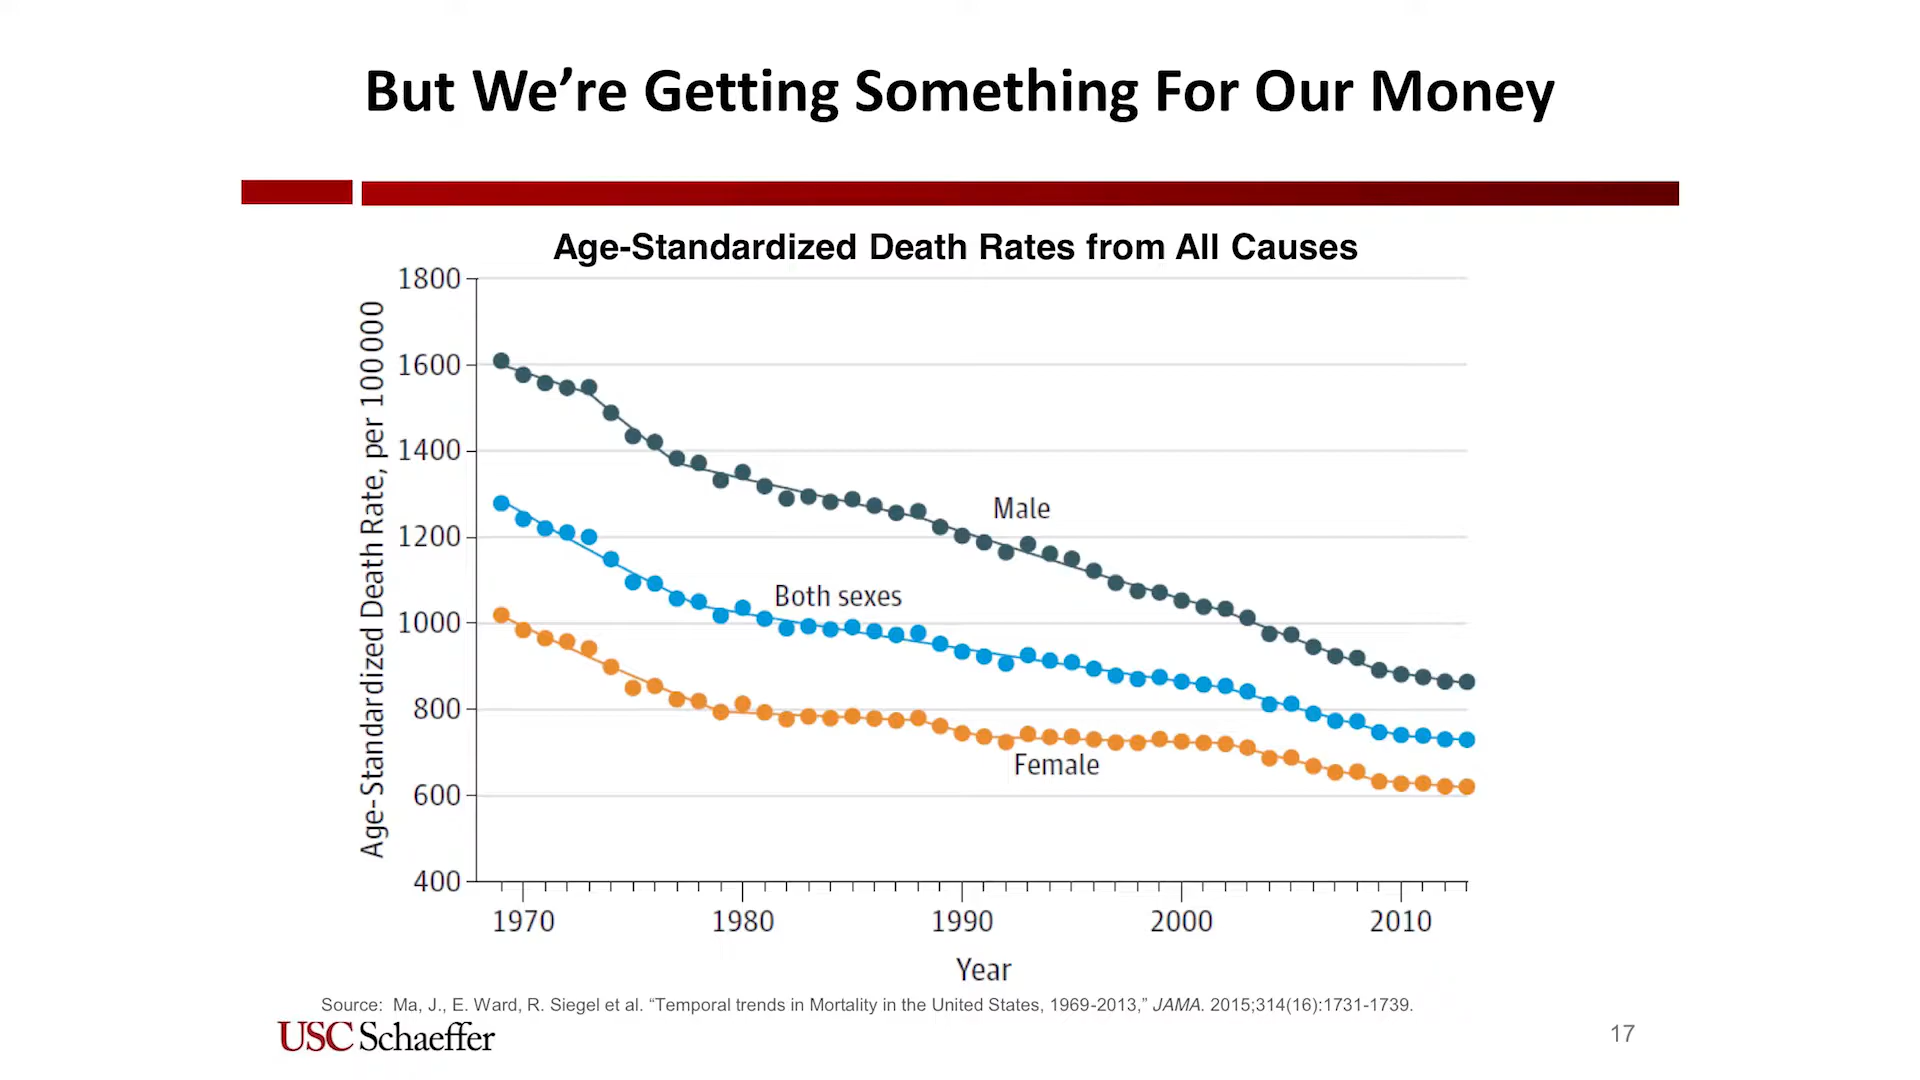 But We’re Getting Something For Our Money
Age-Standardized Death Rates from All Causes
Age-Standardized Death Rate, per 100 000
1800
1600
1400
1200
1000
800
600
400
Male
Both sexes
Female
1970 1980 1990 2000 2010
Year
Source: Ma, J., E. Ward, R. Siegel et al. “Temporal trends in Mortality in the United States, 1969-2013,” JAMA. 2015;314(16):1731-1739.
USC Schaeffer
17